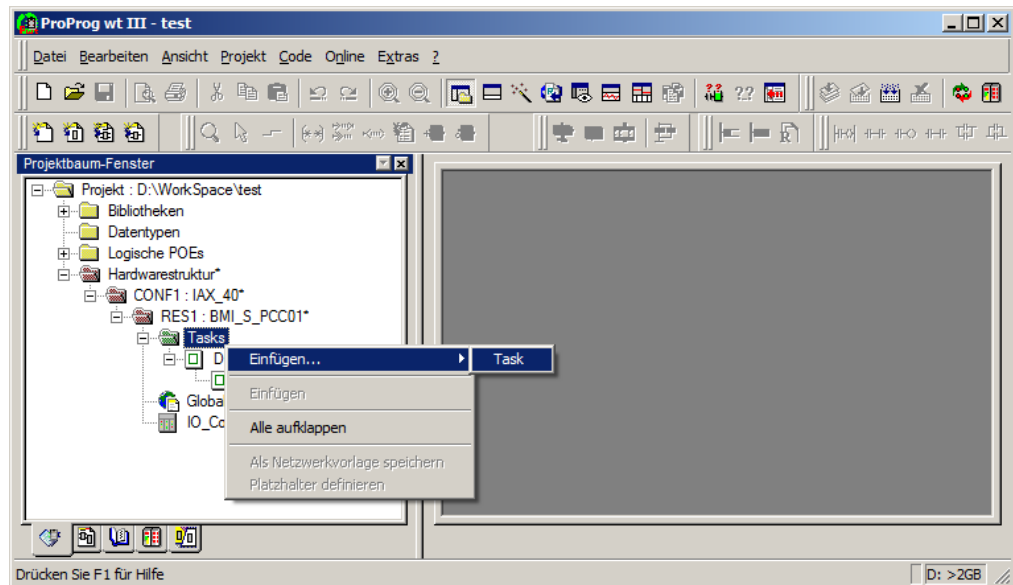 ProProg wt III - test
Datei Bearbeiten Ansicht Projekt Code Online Extras ?
Projektbaum-Fenster
Projekt : D:\WorkSpace\test
Bibliotheken
Datentypen
Logische POEs
Hardwarestruktur*
CONF1 : IAX_40*
RES1 : BMI_S_PCC01*
Tasks
D
Einfügen... Task
Einfügen
Globa
IO_Co
Alle aufklappen
Als Netzwerkvorlage speichern
Platzhalter definieren
Drücken Sie F1 für Hilfe D: >2GB